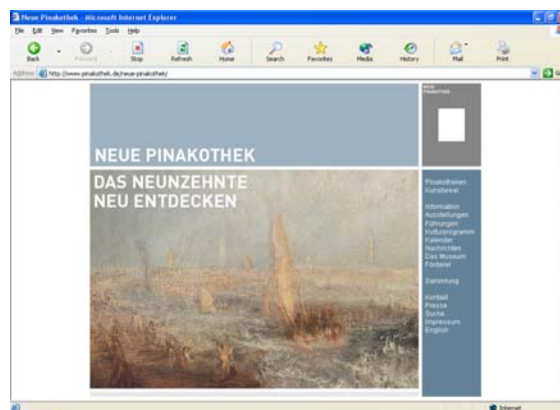 Neue Pinakothek - Microsoft Internet Explorer
File Edit View Favorites Tools Help
Back Forward Stop Refresh Home Search Favorites Media History Mail Print
Address http://www.pinakothek.de/neue-pinakothek/
NEUE
PINAKOTHEK
NEUE PINAKOTHEK
DAS NEUNZEHNTE
NEU ENTDECKEN
Pinakotheken
Kunstareal
Information
Ausstellungen
Führungen
Kulturprogramm
Kalender
Nachrichten
Das Museum
Förderer
Sammlung
Kontakt
Presse
Suche
Impressum
English
Internet